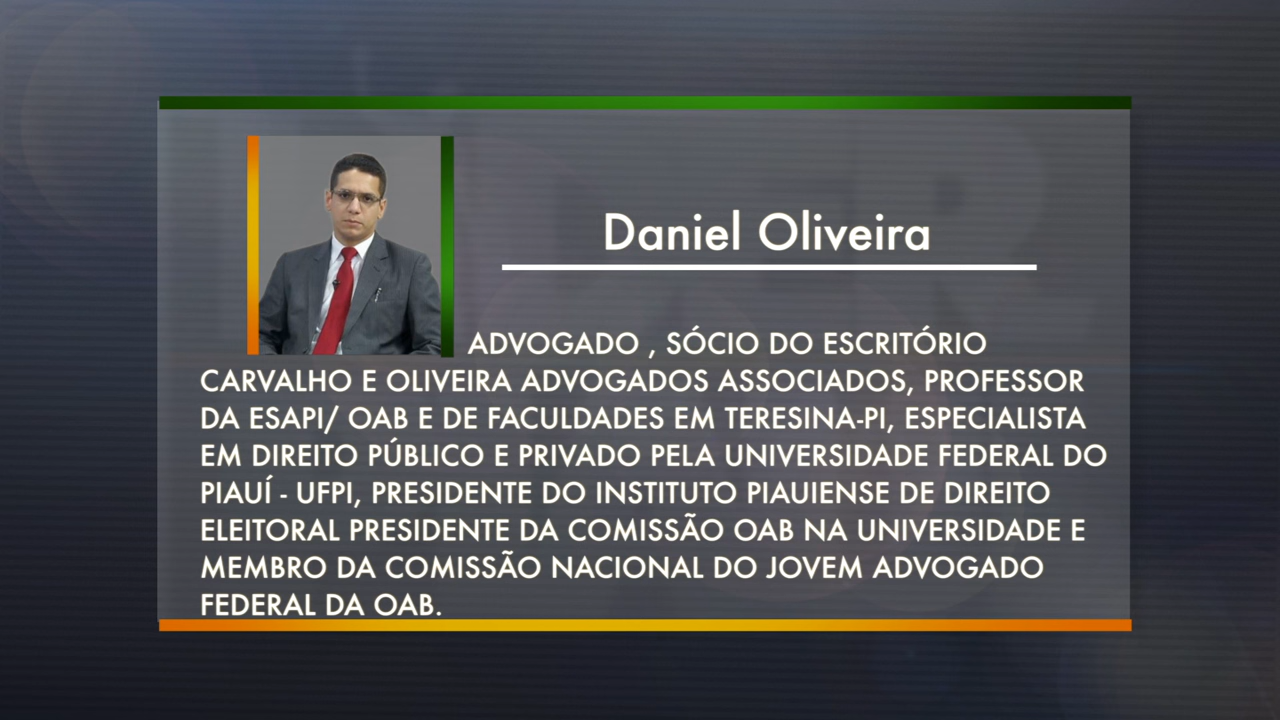 Daniel Oliveira
ADVOGADO , SÓCIO DO ESCRITÓRIO
CARVALHO E OLIVEIRA ADVOGADOS ASSOCIADOS, PROFESSOR
DA ESAPI/ OAB E DE FACULDADES EM TERESINA-PI, ESPECIALISTA
EM DIREITO PÚBLICO E PRIVADO PELA UNIVERSIDADE FEDERAL DO
PIAUÍ - UFPI, PRESIDENTE DO INSTITUTO PIAUIENSE DE DIREITO
ELEITORAL PRESIDENTE DA COMISSÃO OAB NA UNIVERSIDADE E
MEMBRO DA COMISSÃO NACIONAL DO JOVEM ADVOGADO
FEDERAL DA OAB.